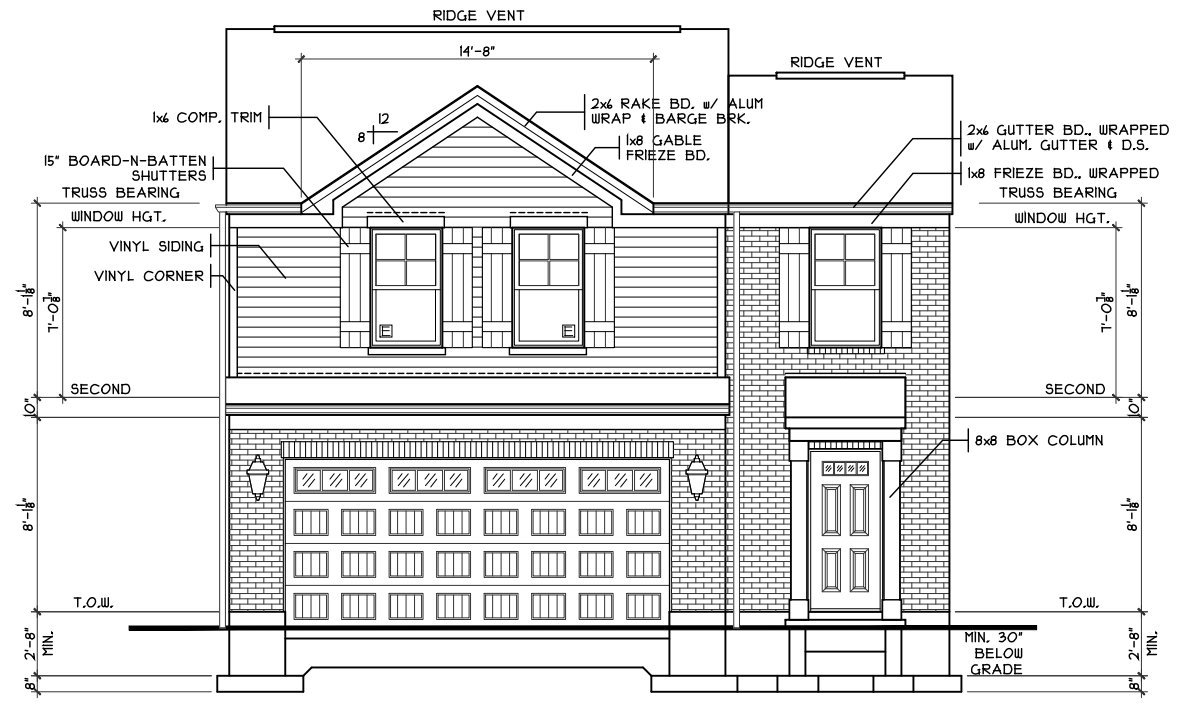 RIDGE VENT
14'-8"
RIDGE VENT
1x6 COMP. TRIM
12
8
2x6 RAKE BD. w/ ALUM
WRAP & BARGE BRK.
1x8 GABLE
FRIEZE BD.
2x6 GUTTER BD., WRAPPED
w/ ALUM. GUTTER & D.S.
15" BOARD-N-BATTEN
SHUTTERS
1x8 FRIEZE BD., WRAPPED
TRUSS BEARING
TRUSS BEARING
WINDOW HGT.
WINDOW HGT.
VINYL SIDING
VINYL CORNER
8'-1 1/8"
7'-0 7/8"
7'-0 7/8"
8'-1 1/8"
E
E
SECOND
SECOND
10"
10"
8x8 BOX COLUMN
8'-1 1/8"
8'-1 1/8"
T.O.W.
T.O.W.
2'-8"
MIN.
MIN. 30"
BELOW
GRADE
2'-8"
MIN.
8"
8"